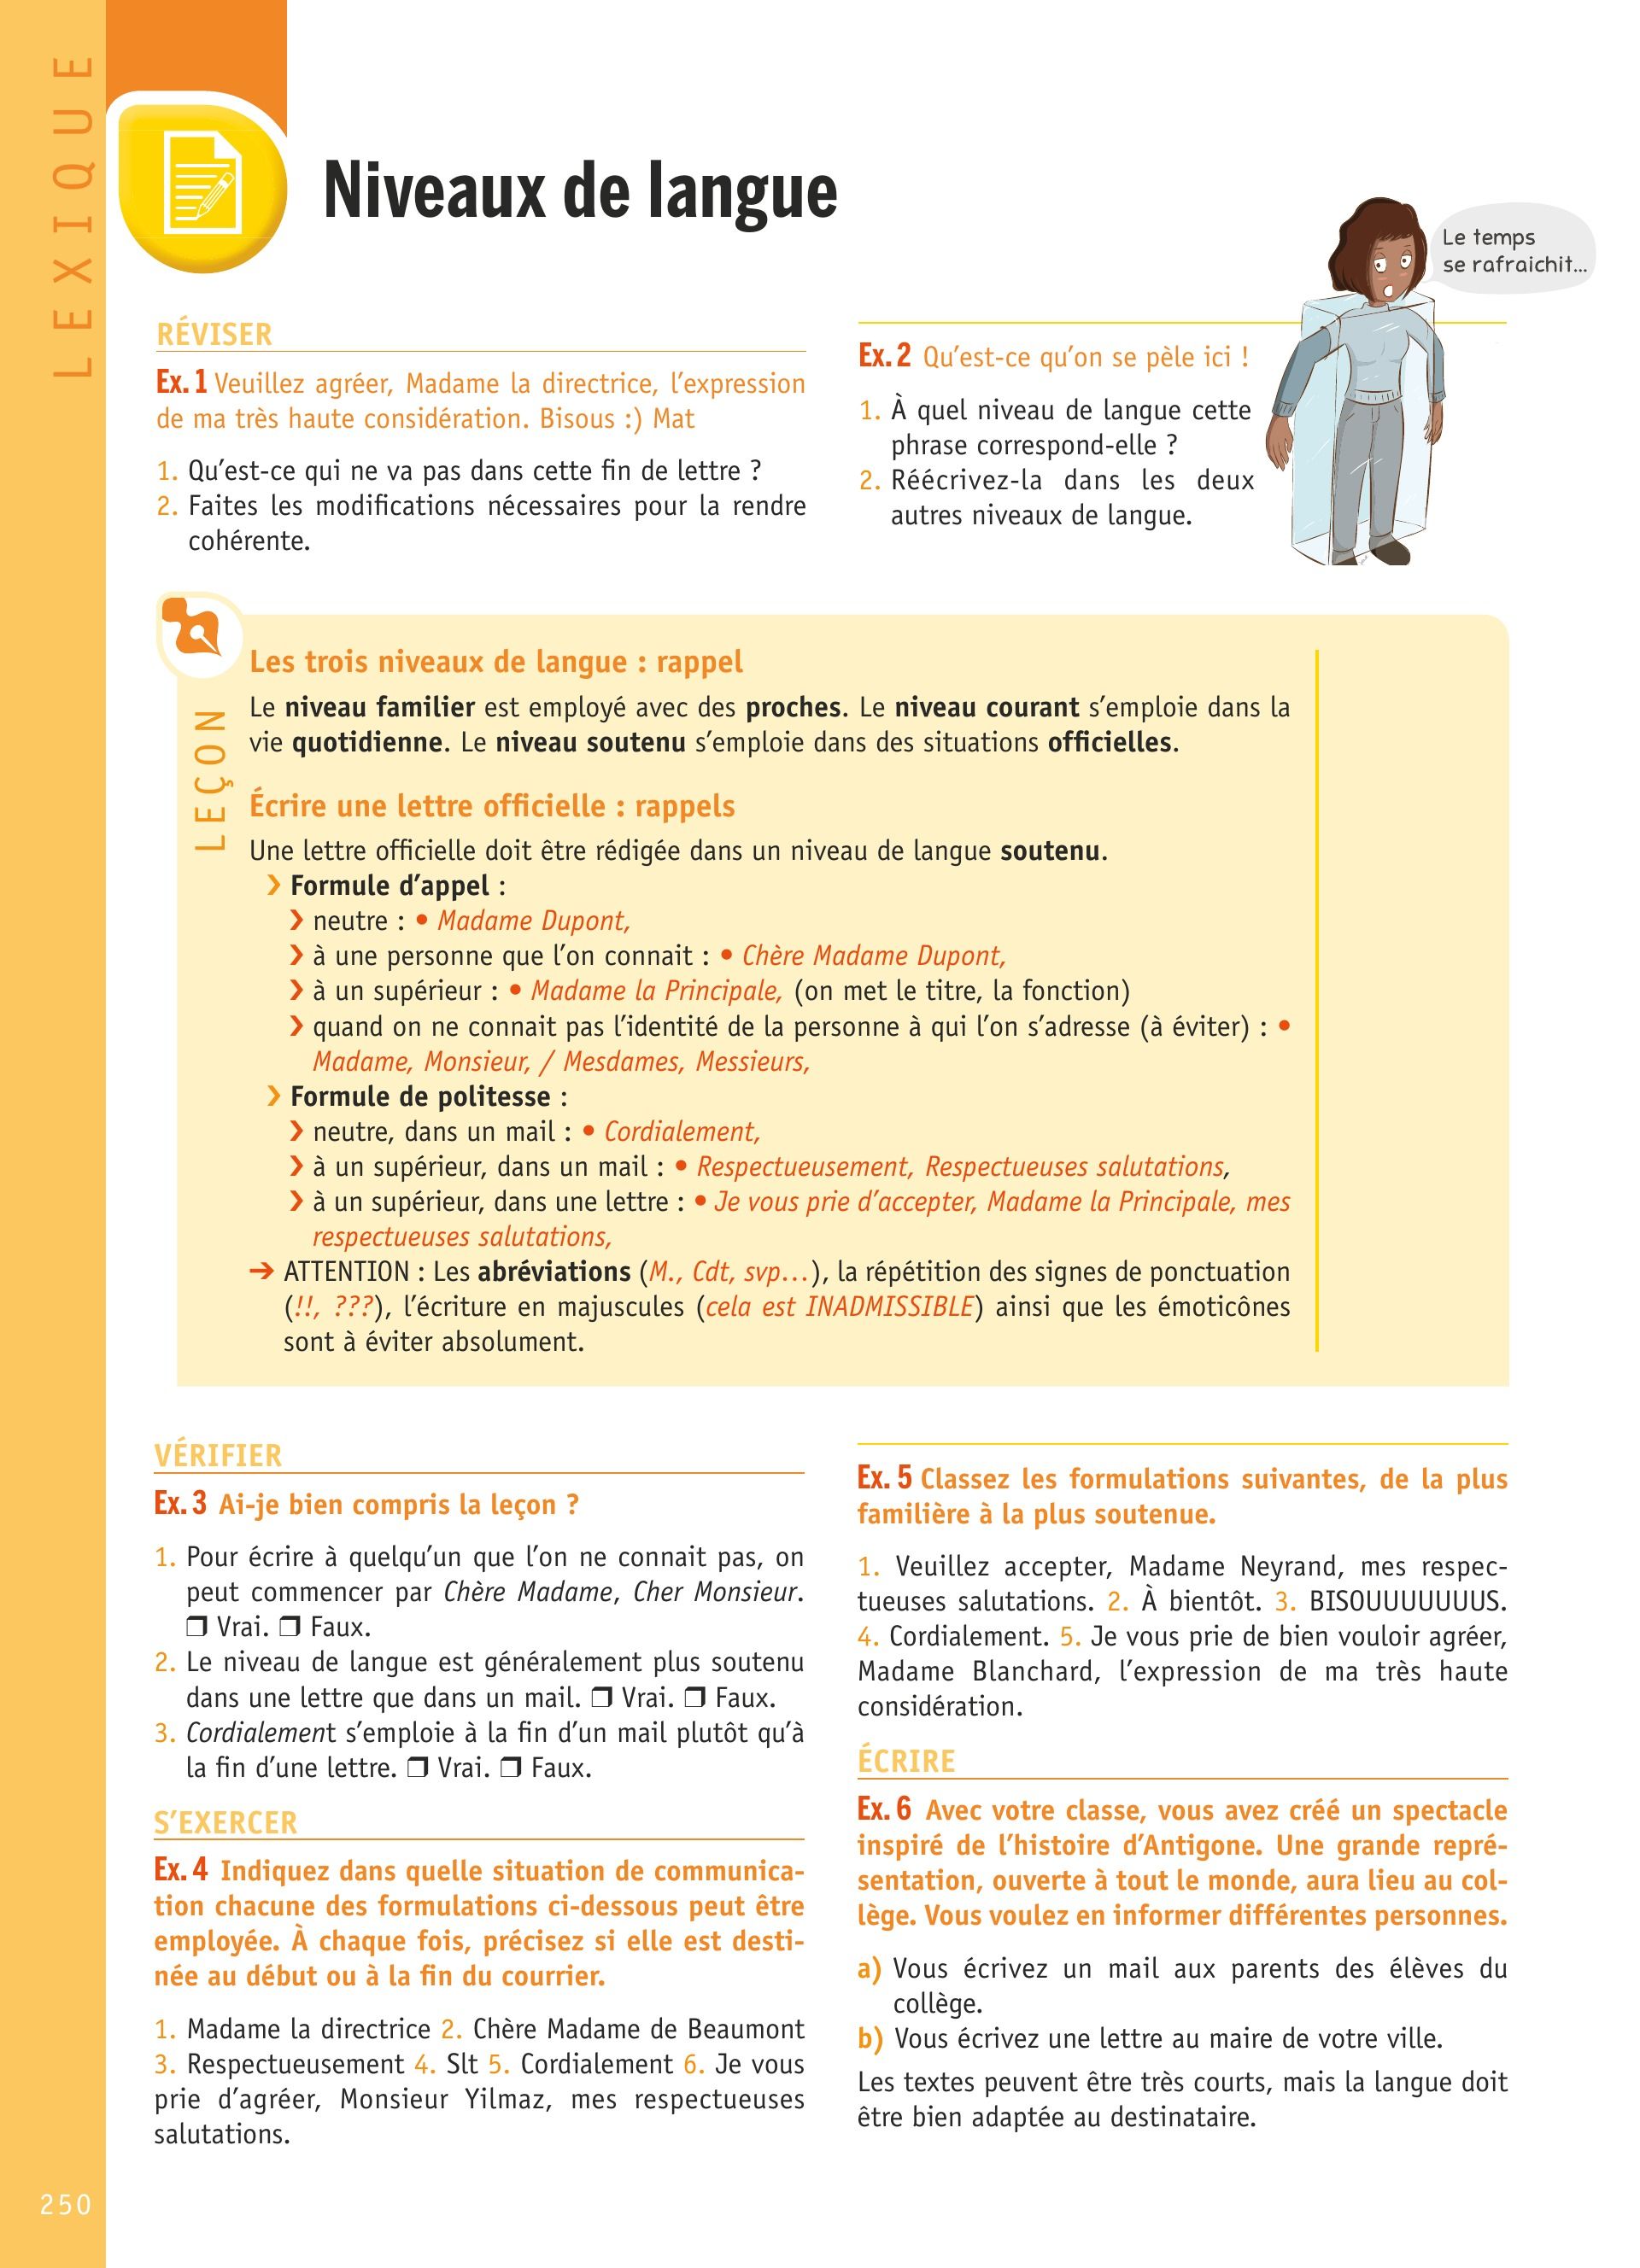 LEXIQUE
Niveaux de langue
Le temps
se rafraichit...
RÉVISER
Ex. 1 Veuillez agréer, Madame la directrice, l’expression
de ma très haute considération. Bisous :) Mat
1. Qu’est-ce qui ne va pas dans cette fin de lettre ?
2. Faites les modifications nécessaires pour la rendre
cohérente.
Ex. 2 Qu’est-ce qu’on se pèle ici !
1. À quel niveau de langue cette
phrase correspond-elle ?
2. Réécrivez-la dans les deux
autres niveaux de langue.
LEÇON
Les trois niveaux de langue : rappel
Le niveau familier est employé avec des proches. Le niveau courant s’emploie dans la
vie quotidienne. Le niveau soutenu s’emploie dans des situations officielles.
Écrire une lettre officielle : rappels
Une lettre officielle doit être rédigée dans un niveau de langue soutenu.
› Formule d’appel :
› neutre : • Madame Dupont,
› à une personne que l’on connait : • Chère Madame Dupont,
› à un supérieur : • Madame la Principale, (on met le titre, la fonction)
› quand on ne connait pas l’identité de la personne à qui l’on s’adresse (à éviter) : •
Madame, Monsieur, / Mesdames, Messieurs,
› Formule de politesse :
› neutre, dans un mail : • Cordialement,
› à un supérieur, dans un mail : • Respectueusement, Respectueuses salutations,
› à un supérieur, dans une lettre : • Je vous prie d’accepter, Madame la Principale, mes
respectueuses salutations,
➔ ATTENTION : Les abréviations (M., Cdt, svp...), la répétition des signes de ponctuation
(!!, ???), l’écriture en majuscules (cela est INADMISSIBLE) ainsi que les émoticônes
sont à éviter absolument.
VÉRIFIER
Ex. 3 Ai-je bien compris la leçon ?
1. Pour écrire à quelqu’un que l’on ne connait pas, on
peut commencer par Chère Madame, Cher Monsieur.
❒ Vrai. ❒ Faux.
2. Le niveau de langue est généralement plus soutenu
dans une lettre que dans un mail. ❒ Vrai. ❒ Faux.
3. Cordialement s’emploie à la fin d’un mail plutôt qu’à
la fin d’une lettre. ❒ Vrai. ❒ Faux.
S’EXERCER
Ex. 4 Indiquez dans quelle situation de communica-
tion chacune des formulations ci-dessous peut être
employée. À chaque fois, précisez si elle est desti-
née au début ou à la fin du courrier.
1. Madame la directrice 2. Chère Madame de Beaumont
3. Respectueusement 4. Slt 5. Cordialement 6. Je vous
prie d’agréer, Monsieur Yilmaz, mes respectueuses
salutations.
Ex. 5 Classez les formulations suivantes, de la plus
familière à la plus soutenue.
1. Veuillez accepter, Madame Neyrand, mes respec-
tueuses salutations. 2. À bientôt. 3. BISOUUUUUUUS.
4. Cordialement. 5. Je vous prie de bien vouloir agréer,
Madame Blanchard, l’expression de ma très haute
considération.
ÉCRIRE
Ex. 6 Avec votre classe, vous avez créé un spectacle
inspiré de l’histoire d’Antigone. Une grande repré-
sentation, ouverte à tout le monde, aura lieu au col-
lège. Vous voulez en informer différentes personnes.
a) Vous écrivez un mail aux parents des élèves du
collège.
b) Vous écrivez une lettre au maire de votre ville.
Les textes peuvent être très courts, mais la langue doit
être bien adaptée au destinataire.
250